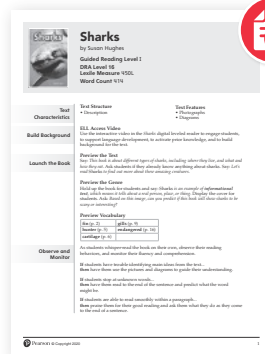 Sharks
Sharks
by Susan Hughes
Guided Reading Level I
DRA Level 16
Lexile Measure 450L
Word Count 414
Text
Characteristics
Text Structure
• Description
Text Features
• Photographs
• Diagrams
Build Background
ELL Access Video
Use the interactive video in the Sharks digital leveled reader to engage students,
to support language development, to activate prior knowledge, and to build
background for the text.
Launch the Book
Preview the Text
Say: This book is about different types of sharks, including where they live, and what and
how they eat. Ask students if they already know anything about sharks. Say: Let's
read Sharks to find out more about these amazing creatures.
Preview the Genre
Build up the book for students and say: Sharks is an example of informational
text, which means it tells about a real person, place, or thing. Display the cover for
students. Ask: Based on this image, can you predict if this book will show sharks to be
scary or interesting?
Preview Vocabulary
fin (p. 2)
gills (p. 9)
hunter (p. 5)
endangered (p. 16)
cartilage (p. 6)
Observe and
Monitor
As students whisper-read the book on their own, observe their reading
behaviors, and monitor their fluency and comprehension.
If students have trouble identifying main ideas from the text...
then have them use the pictures and diagrams to guide their understanding.
If students stop at unknown words...
then have them read to the end of the sentence and predict what the word
might be.
If students are able to read smoothly within a paragraph...
then praise them for their good reading and ask them what they do as they come
to the end of a sentence.
Pearson © Copyright 2020
1